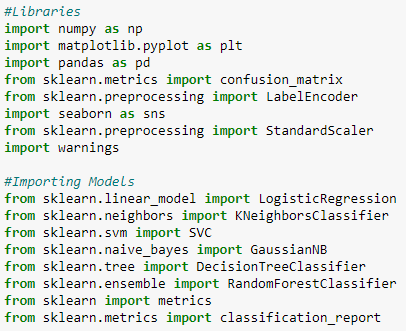 #Libraries
import numpy as np
import matplotlib.pyplot as plt
import pandas as pd
from sklearn.metrics import confusion_matrix
from sklearn.preprocessing import LabelEncoder
import seaborn as sns
from sklearn.preprocessing import StandardScaler
import warnings

#Importing Models
from sklearn.linear_model import LogisticRegression
from sklearn.neighbors import KNeighborsClassifier
from sklearn.svm import SVC
from sklearn.naive_bayes import GaussianNB
from sklearn.tree import DecisionTreeClassifier
from sklearn.ensemble import RandomForestClassifier
from sklearn import metrics
from sklearn.metrics import classification_report